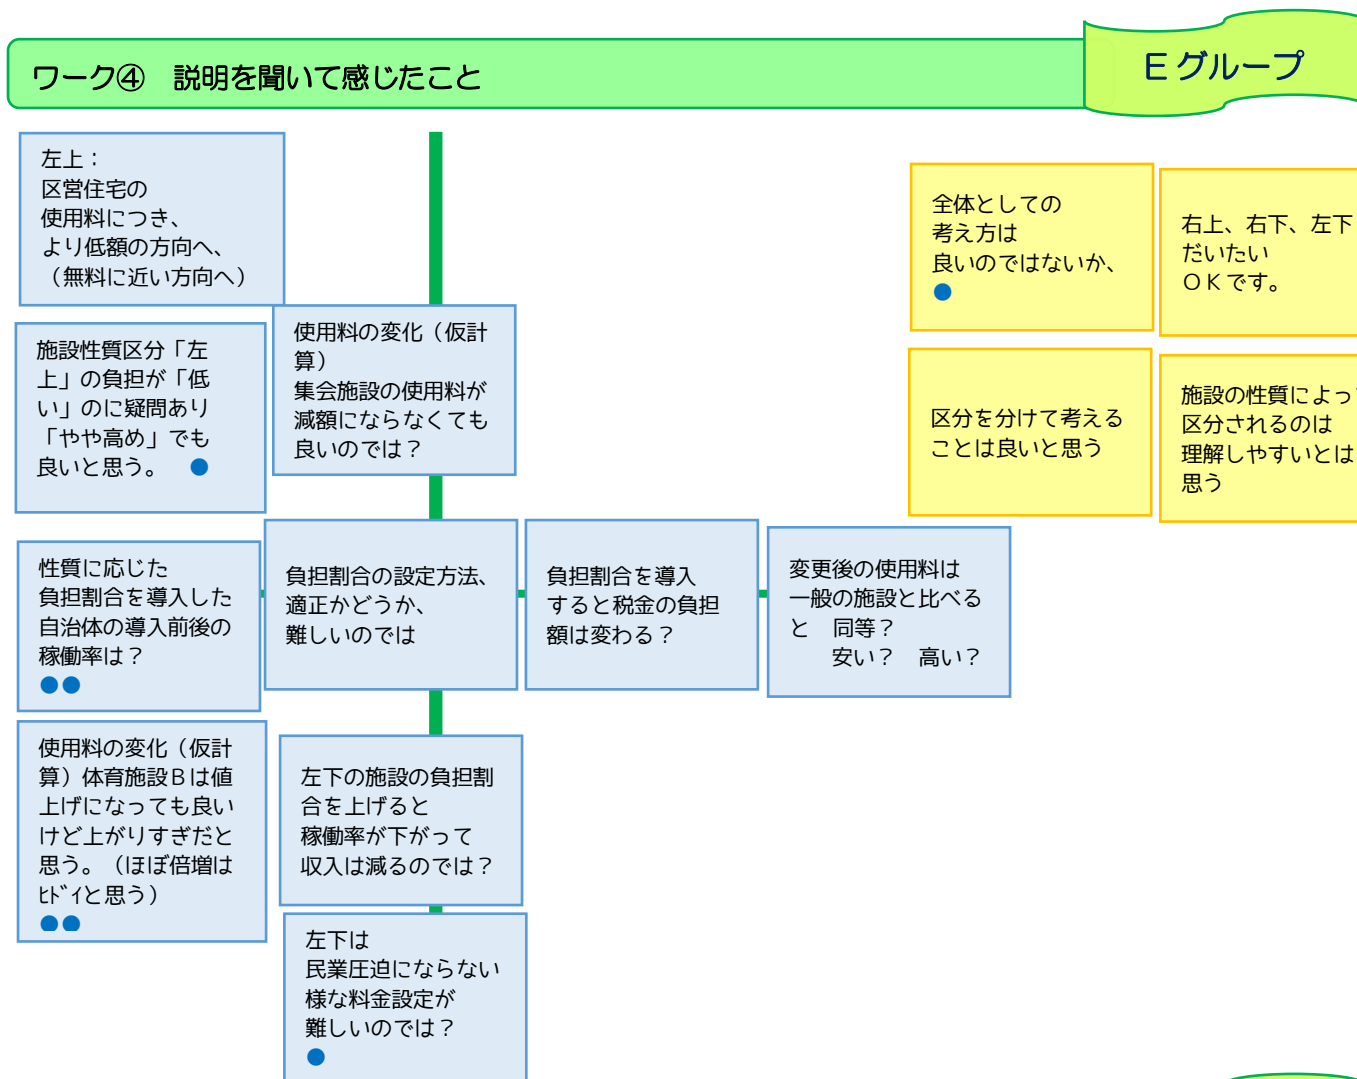 ワーク④　説明を聞いて感じたこと
Ｅグループ
左上：
区営住宅の
使用料につき、
より低額の方向へ、
（無料に近い方向へ）
施設性質区分「左
上」の負担が「低
い」のに疑問あり
「やや高め」でも
良いと思う。　●
使用料の変化（仮計
算）
集会施設の使用料が
減額にならなくても
良いのでは？
全体としての
考え方は
良いのではないか、
●
右上、右下、左下
だいたい
ＯＫです。
区分を分けて考える
ことは良いと思う
施設の性質によって
区分されるのは
理解しやすいとは
思う
性質に応じた
負担割合を導入した
自治体の導入前後の
稼働率は？
●●
負担割合の設定方法、
適正かどうか、
難しいのでは
負担割合を導入
すると税金の負担
額は変わる？
変更後の使用料は
一般の施設と比べる
と　同等？
安い？　高い？
使用料の変化（仮計
算）体育施設Ｂは値
上げになっても良い
けど上がりすぎだと
思う。（ほぼ倍増は
ﾋﾄﾞｲと思う）
●●
左下の施設の負担割
合を上げると
稼働率が下がって
収入は減るのでは？
左下は
民業圧迫にならない
様な料金設定が
難しいのでは？
●